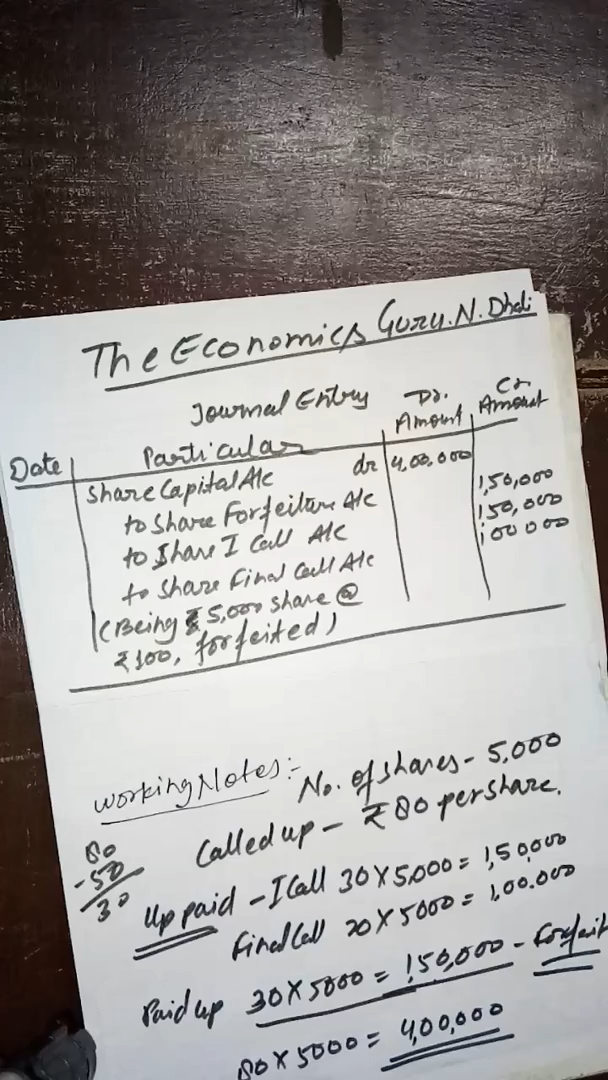 The Economics Guru. N. Dhali
Journal Entry
Date Particular Dr. Amount Cr. Amount
Share Capital A/c dr 4,00,000
to Share Forfeiture A/c 1,50,000
to Share I Call A/c 150,000
to Share Final Call A/c 100000
(Being 5,000 share @
₹100, forfeited)
Working Notes:-
No. of shares - 5,000
Called up - ₹80 per share.
80
-50
30
Up paid - I Call 30×5,000 = 1,50,000
Final Call 20×5000 = 1,00.000
Paid up 30×5000 = 1,50,000 - Forfeit
80×5000 = 4,00,000